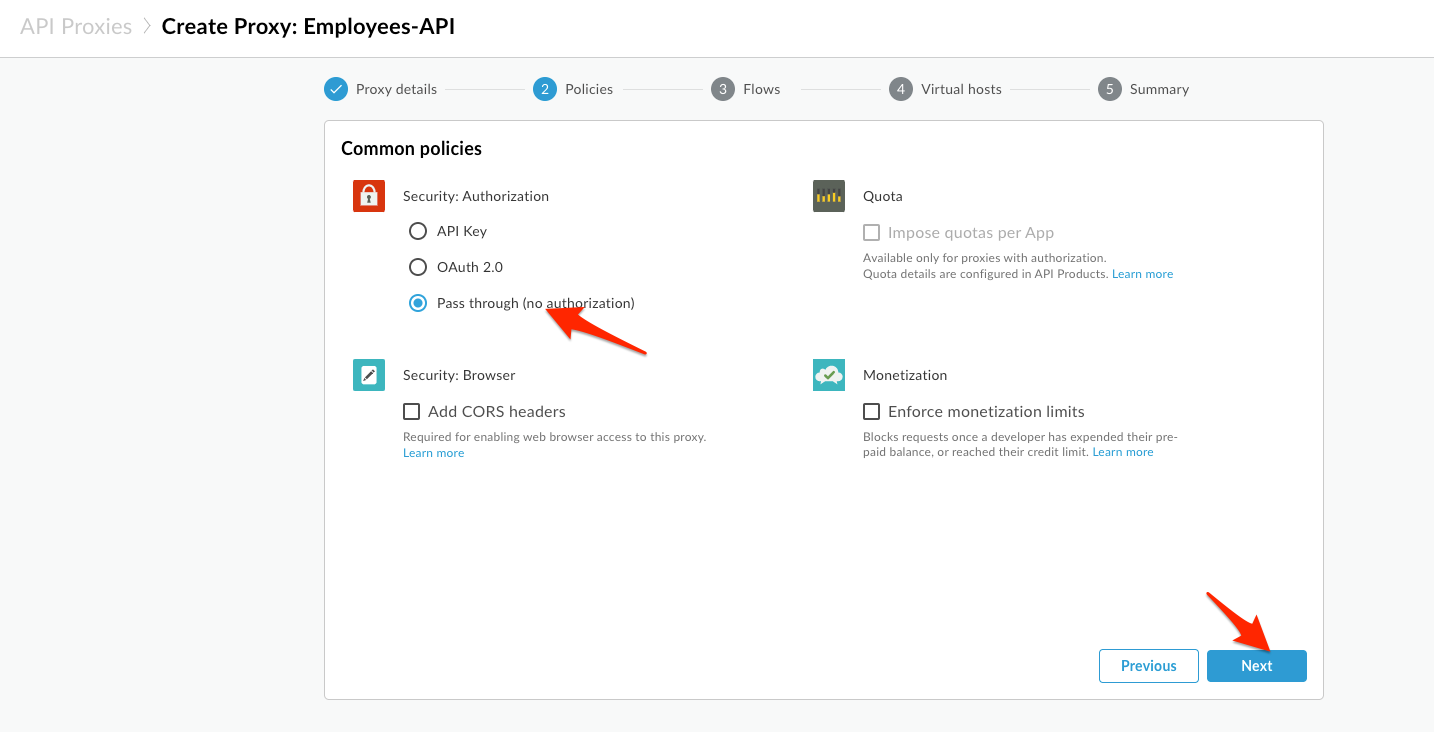 API Proxies > Create Proxy: Employees-API
Proxy details
2 Policies
3 Flows
4 Virtual hosts
5 Summary
Common policies
Security: Authorization
API Key
OAuth 2.0
Pass through (no authorization)
Quota
Impose quotas per App
Available only for proxies with authorization.
Quota details are configured in API Products. Learn more
Security: Browser
Add CORS headers
Required for enabling web browser access to this proxy.
Learn more
Monetization
Enforce monetization limits
Blocks requests once a developer has expended their pre-
paid balance, or reached their credit limit. Learn more
Previous
Next